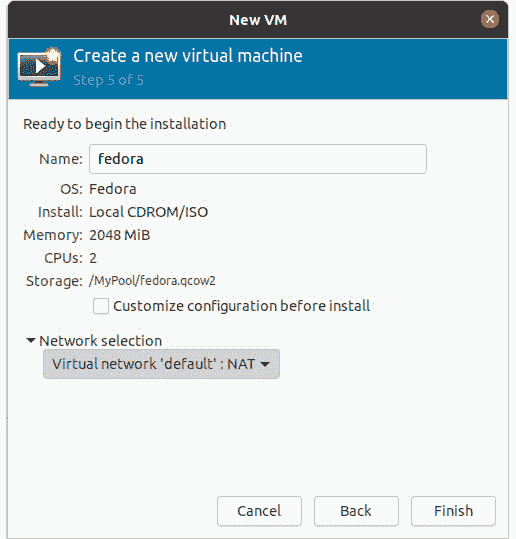 New VM
Create a new virtual machine
Step 5 of 5
Ready to begin the installation
Name: fedora
OS: Fedora
Install: Local CDROM/ISO
Memory: 2048 MiB
CPUs: 2
Storage: /MyPool/fedora.qcow2
Customize configuration before install
Network selection
Virtual network 'default' : NAT
Cancel Back Finish